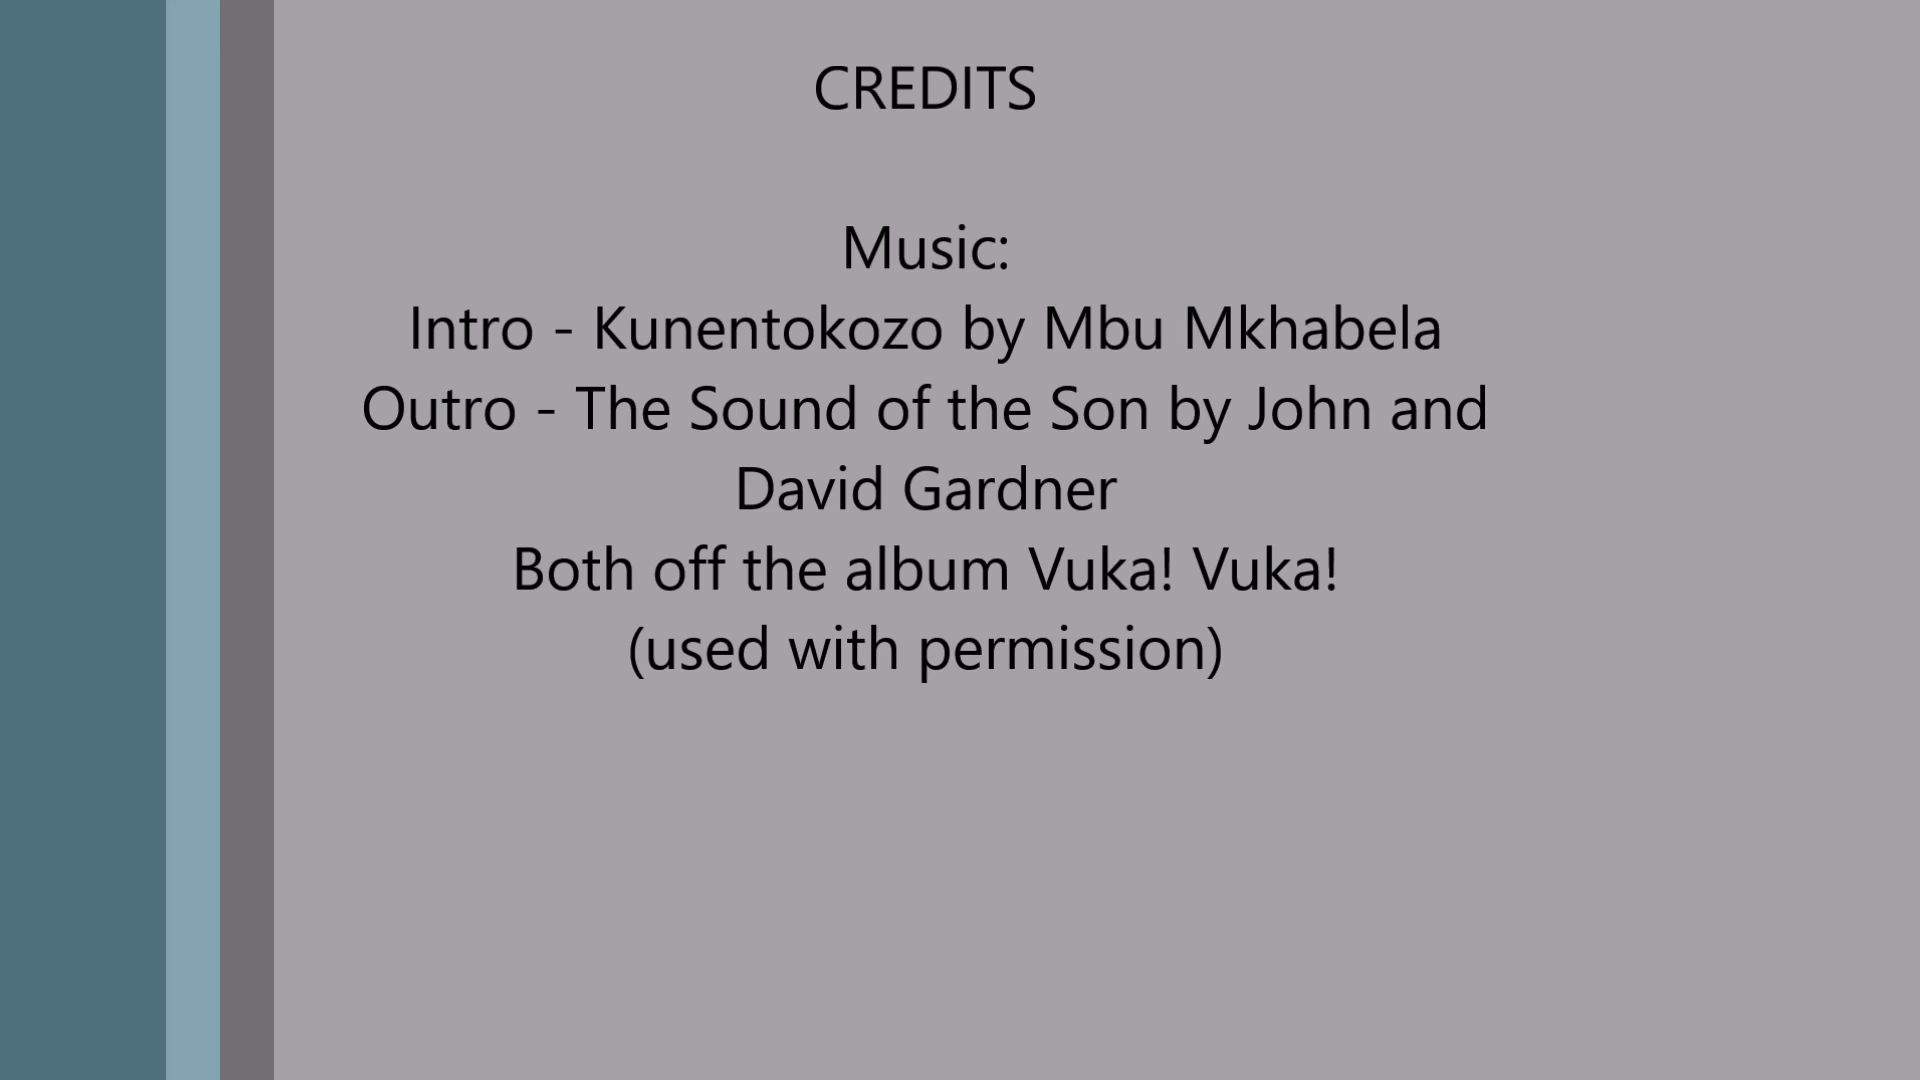 CREDITS
Music:
Intro - Kunentokozo by Mbu Mkhabela
Outro - The Sound of the Son by John and
David Gardner
Both off the album Vuka! Vuka!
(used with permission)